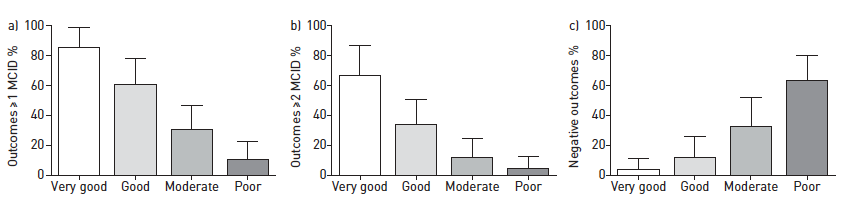 a) 100
80
60
40
20
0
Outcomes ≥1 MCID %
Very good Good Moderate Poor
b) 100
80
60
40
20
0
Outcomes ≥2 MCID %
Very good Good Moderate Poor
c) 100
80
60
40
20
0
Negative outcomes %
Very good Good Moderate Poor